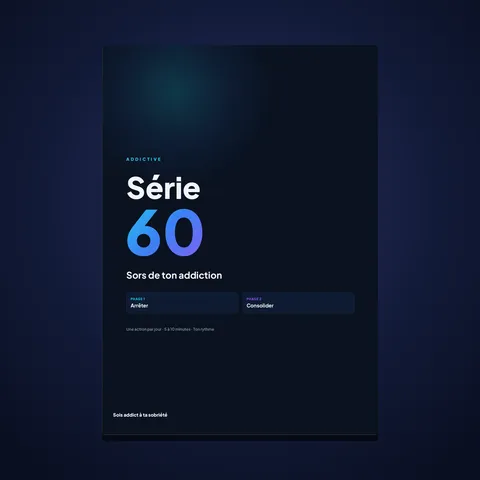 ADDICTIVE
Série
60
Sors de ton addiction
PHASE 1
Arrêter
PHASE 2
Consolider
Une action par jour · 5 à 10 minutes · Ton rythme
Sois addict à ta sobriété